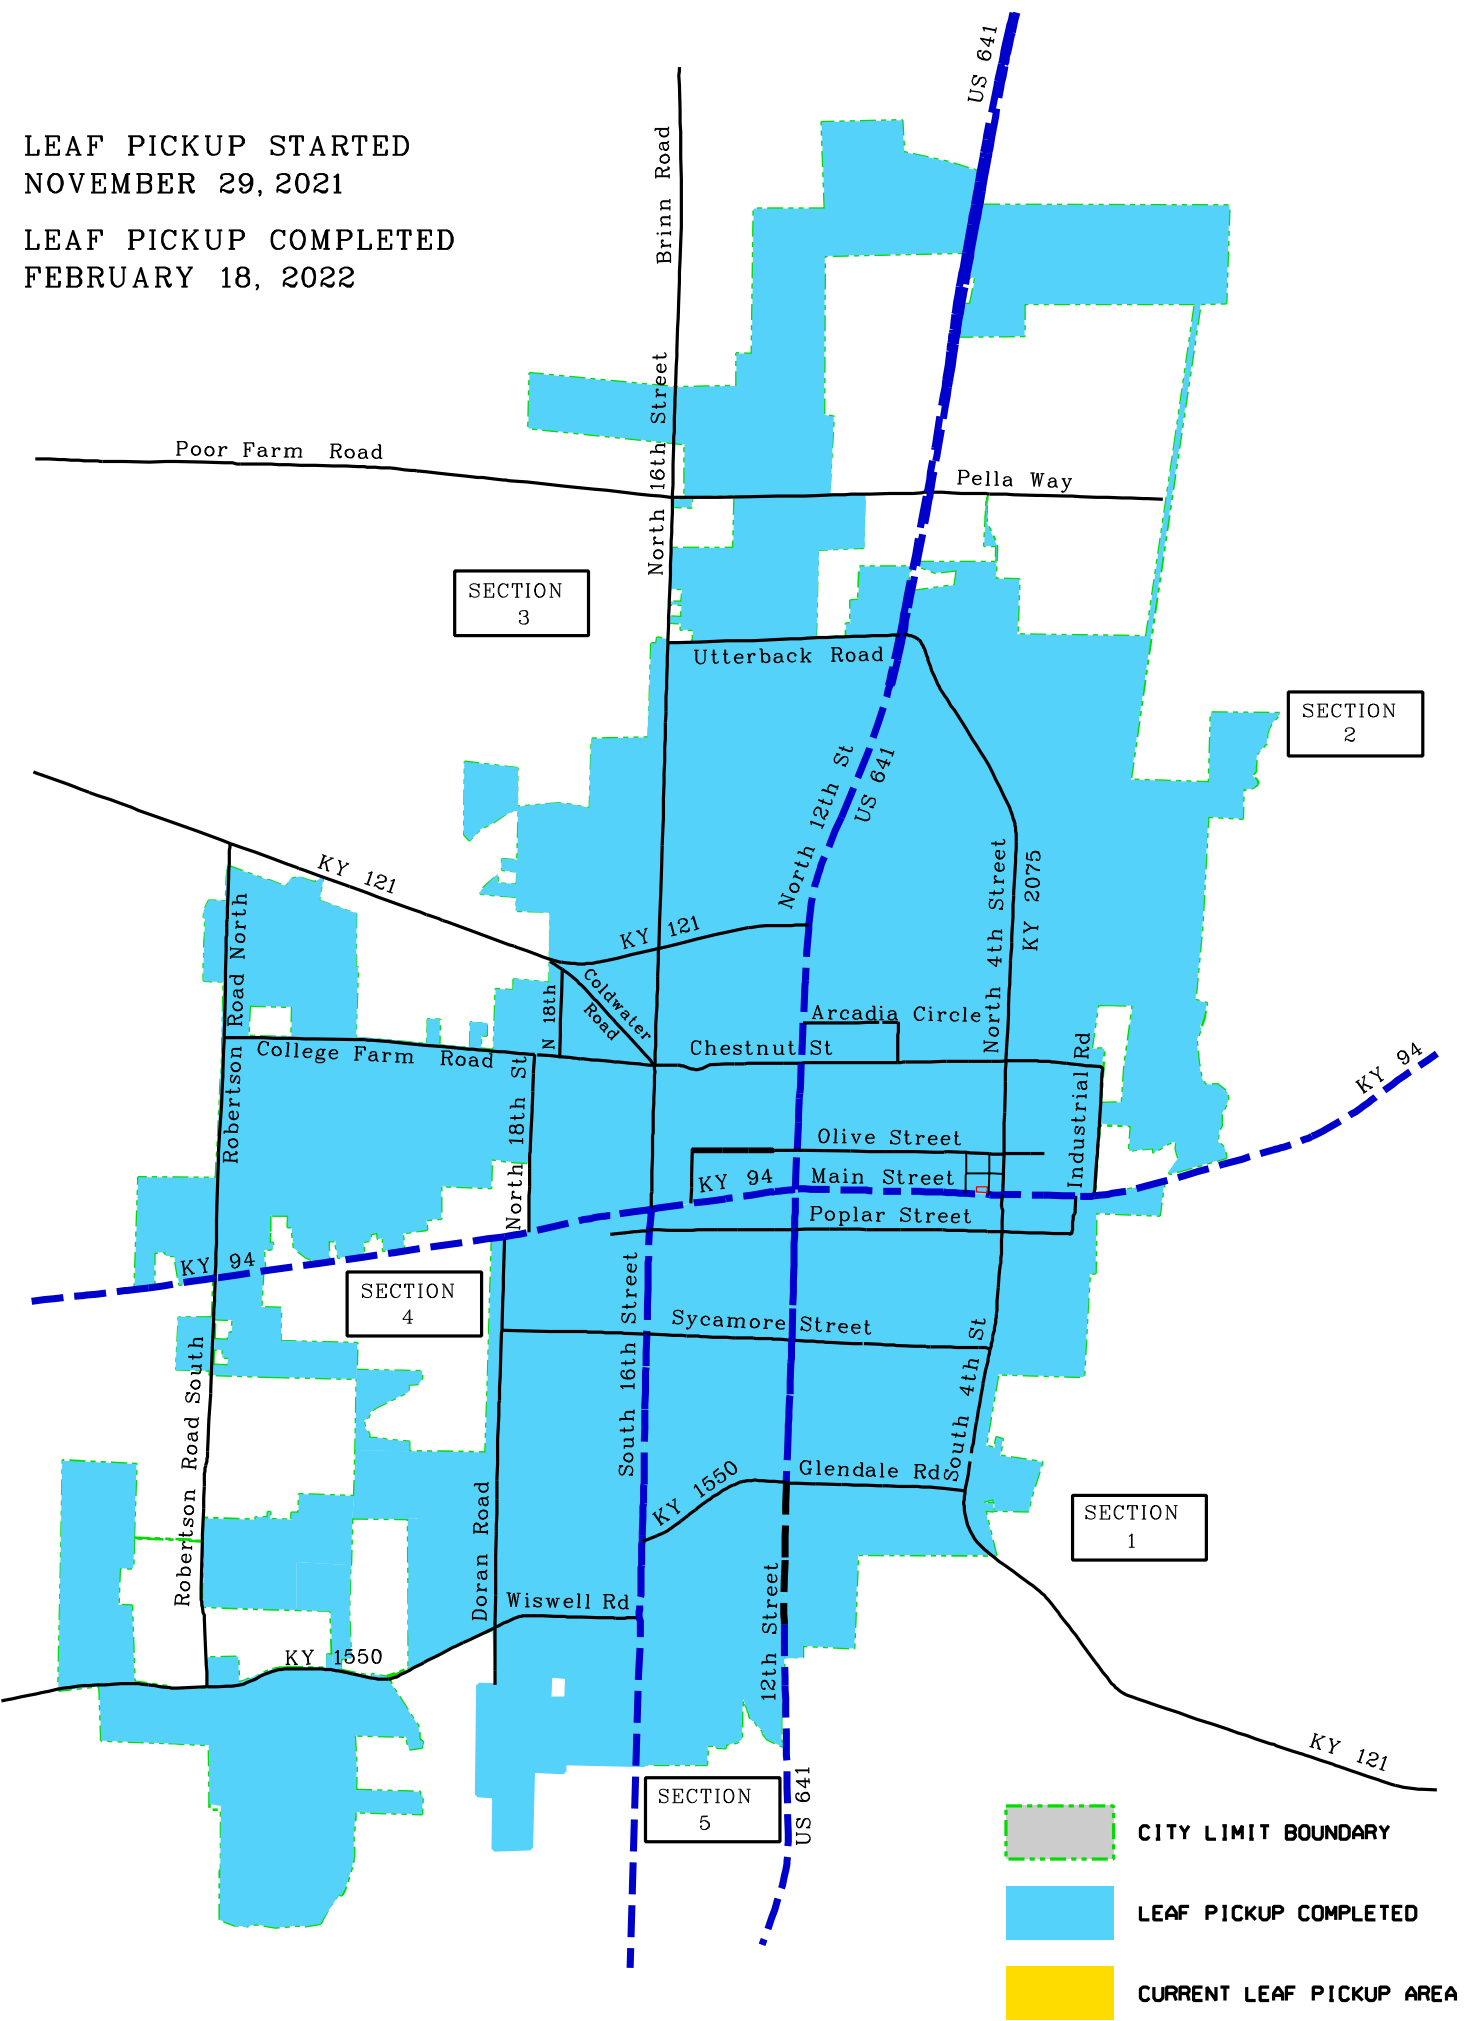 US 641
LEAF PICKUP STARTED
NOVEMBER 29, 2021
Brinn Road
LEAF PICKUP COMPLETED
FEBRUARY 18, 2022
North 16th Street
Poor Farm Road
Pella Way
SECTION
3
Utterback Road
SECTION
2
North 12th St
US 641
KY 121
North 4th Street
KY 2075
Robertson Road North
KY 121
Coldwater
Road
N 18th
Arcadia Circle
Chestnut St
College Farm Road
North 18th St
Industrial Rd
KY 94
Olive Street
KY 94
Main Street
Poplar Street
KY 94
SECTION
4
South 16th Street
Sycamore Street
South 4th St
Robertson Road South
KY 1550
Glendale Rd
Doran Road
SECTION
1
Wiswell Rd
12th Street
KY 1550
KY 121
SECTION
5
US 641
CITY LIMIT BOUNDARY
LEAF PICKUP COMPLETED
CURRENT LEAF PICKUP AREA